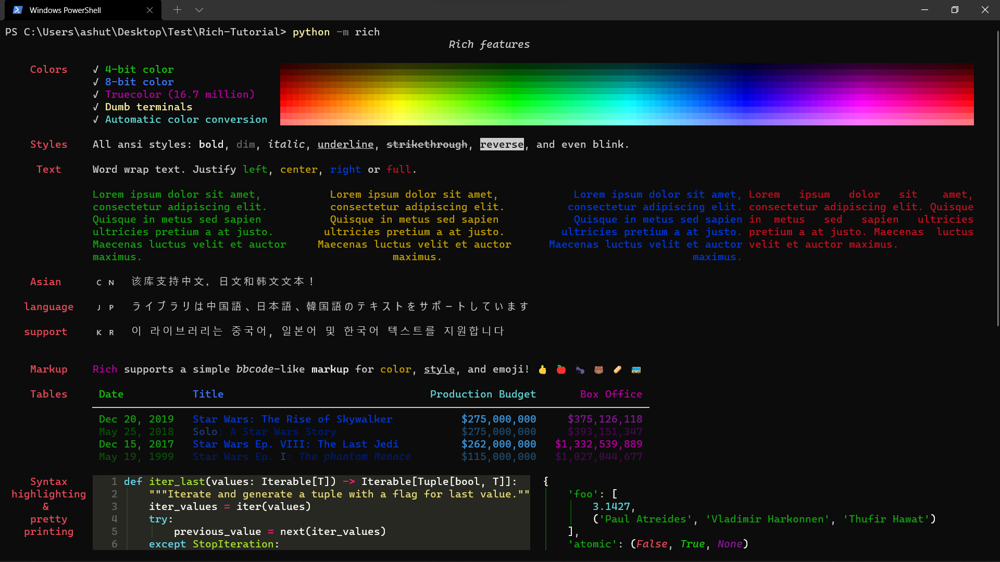 Windows PowerShell
PS C:\Users\ashut\Desktop\Test\Rich-Tutorial> python -m rich
Rich features
Colors ✓ 4-bit color
✓ 8-bit color
✓ Truecolor (16.7 million)
✓ Dumb terminals
✓ Automatic color conversion
Styles All ansi styles: bold, dim, italic, underline, strikethrough, reverse, and even blink.
Text Word wrap text. Justify left, center, right or full.
Lorem ipsum dolor sit amet,
consectetur adipiscing elit.
Quisque in metus sed sapien
ultricies pretium a at justo.
Maecenas luctus velit et auctor
maximus.
Lorem ipsum dolor sit amet,
consectetur adipiscing elit.
Quisque in metus sed sapien
ultricies pretium a at justo.
Maecenas luctus velit et auctor
maximus.
Lorem ipsum dolor sit amet,
consectetur adipiscing elit.
Quisque in metus sed sapien
ultricies pretium a at justo.
Maecenas luctus velit et auctor
maximus.
Lorem ipsum dolor sit amet,
consectetur adipiscing elit. Quisque
in metus sed sapien ultricies
pretium a at justo. Maecenas luctus
velit et auctor maximus.
Asian C N 该库支持中文，日文和韩文文本！
language J P ライブラリは中国語、日本語、韓国語のテキストをサポートしています
support K R 이 라이브러리는 중국어, 일본어 및 한국어 텍스트를 지원합니다
Markup Rich supports a simple bbcode-like markup for color, style, and emoji! 👍 🍎 🐜 🐻 🥖 🚌
Tables Date Title Production Budget Box Office
Dec 20, 2019 Star Wars: The Rise of Skywalker $275,000,000 $375,126,118
May 25, 2018 Solo: A Star Wars Story $275,000,000 $393,151,347
Dec 15, 2017 Star Wars Ep. VIII: The Last Jedi $262,000,000 $1,332,539,889
May 19, 1999 Star Wars Ep. I: The phantom Menace $115,000,000 $1,027,044,677
Syntax
highlighting
&
pretty
printing
1 def iter_last(values: Iterable[T]) -> Iterable[Tuple[bool, T]]:
2 """Iterate and generate a tuple with a flag for last value.""
3 iter_values = iter(values)
4 try:
5 previous_value = next(iter_values)
6 except StopIteration:
{
'foo': [
3.1427,
('Paul Atreides', 'Vladimir Harkonnen', 'Thufir Hawat')
],
'atomic': (False, True, None)